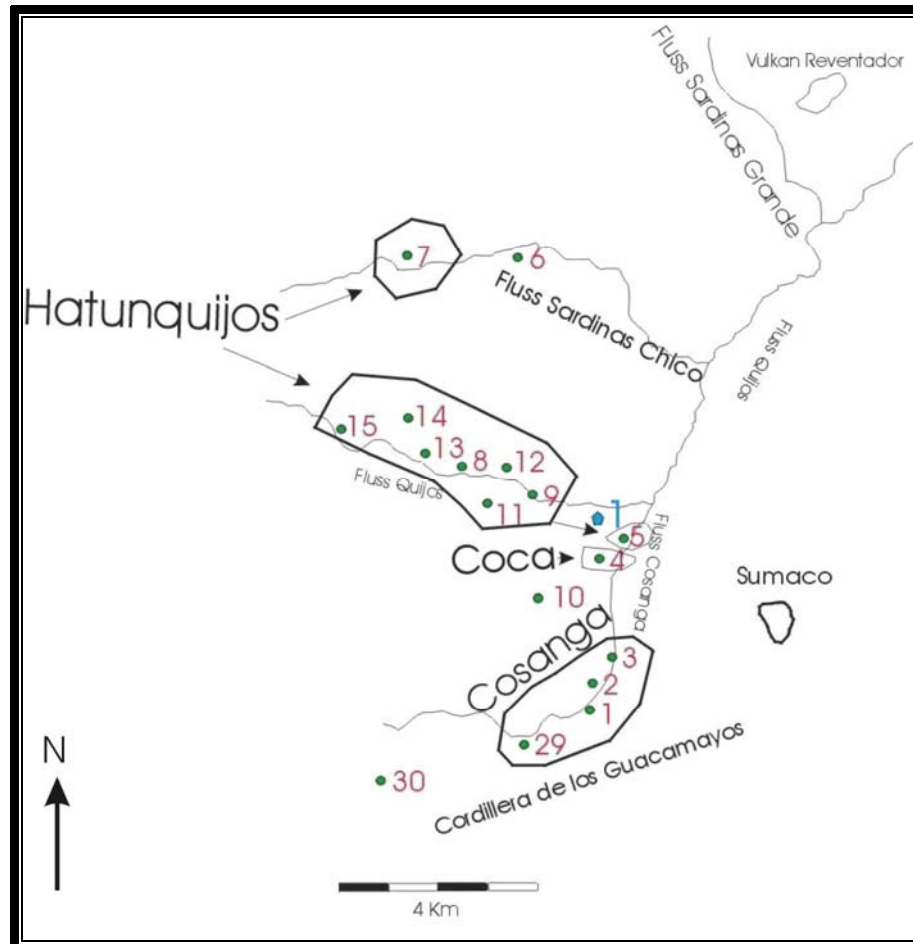 Vulkan Reventador
Fluss Sardinas Grande
7
6
Fluss Sardinas Chico
Hatunquijos
Fluss Quijos
14
15
13
8
12
Fluss Quijos
9
11
1
5
Coca
4
Fluss Cosanga
Sumaco
10
Cosanga
3
2
1
29
N
30
Cordillera de los Guacamayos
4 Km